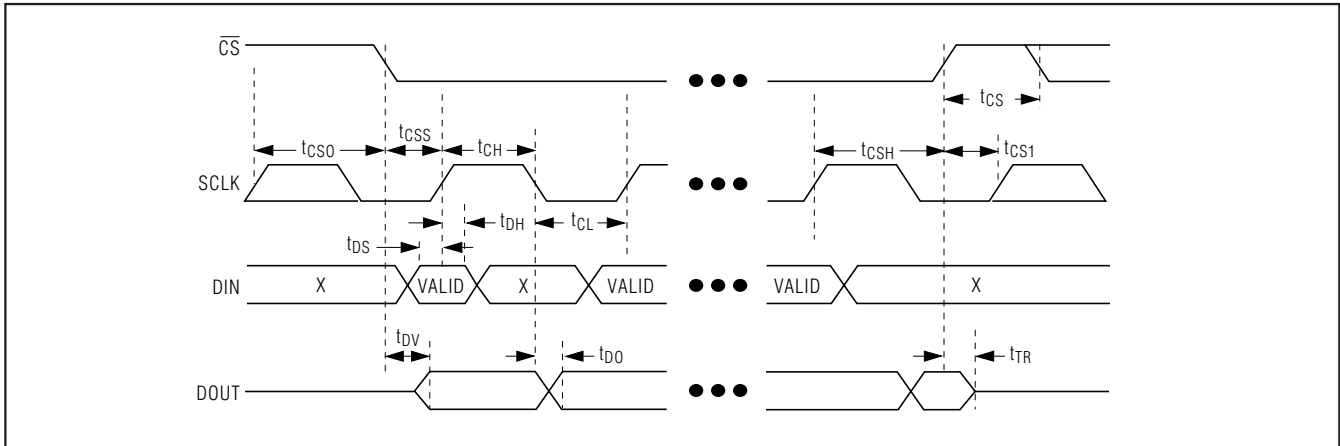 CS
tCS
tCSO
tCSS
tCH
tCSH
tCS1
SCLK
tDH
tCL
tDS
DIN
X
VALID
X
VALID
VALID
X
tDV
tDO
tTR
DOUT